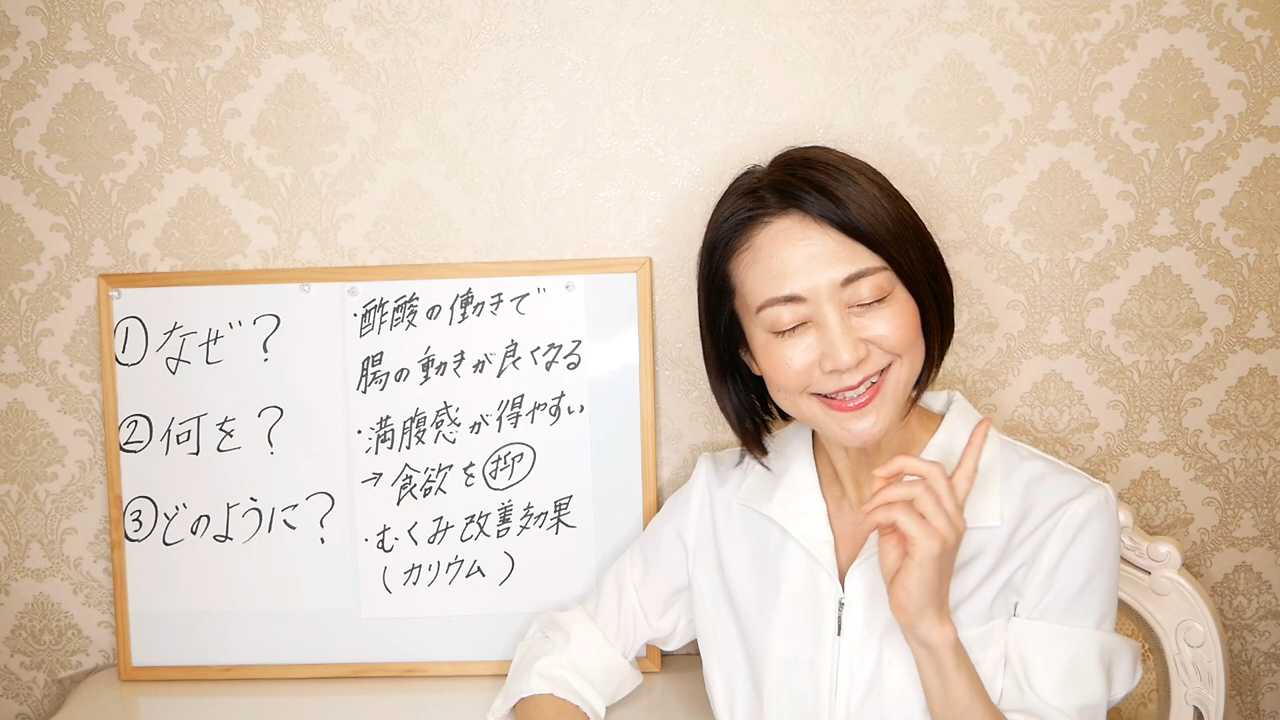 ①なぜ？
②何を？
③どのように？
・酢酸の働きで
腸の動きが良くなる
・満腹感が得やすい
→食欲を抑
・むくみ改善効果
(カリウム)